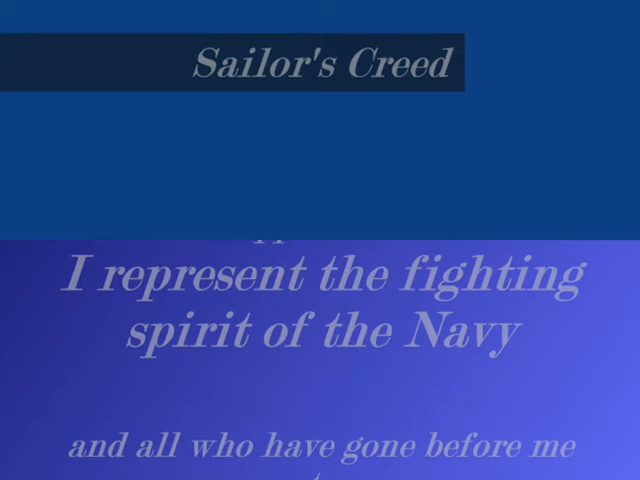 Sailor's Creed
I represent the fighting
spirit of the Navy
and all who have gone before me